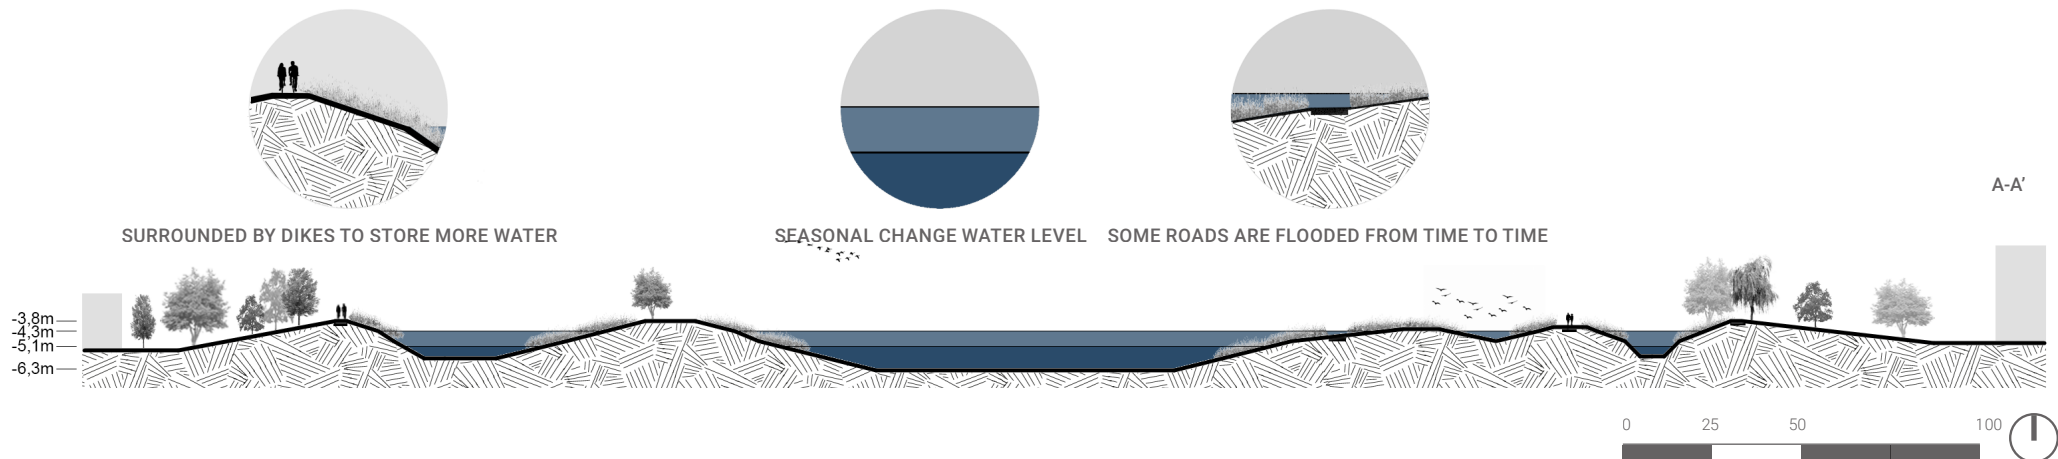 A-A’
SURROUNDED BY DIKES TO STORE MORE WATER
SEASONAL CHANGE WATER LEVEL
SOME ROADS ARE FLOODED FROM TIME TO TIME
-3,8m
-4,3m
-5,1m
-6,3m
0 25 50 100